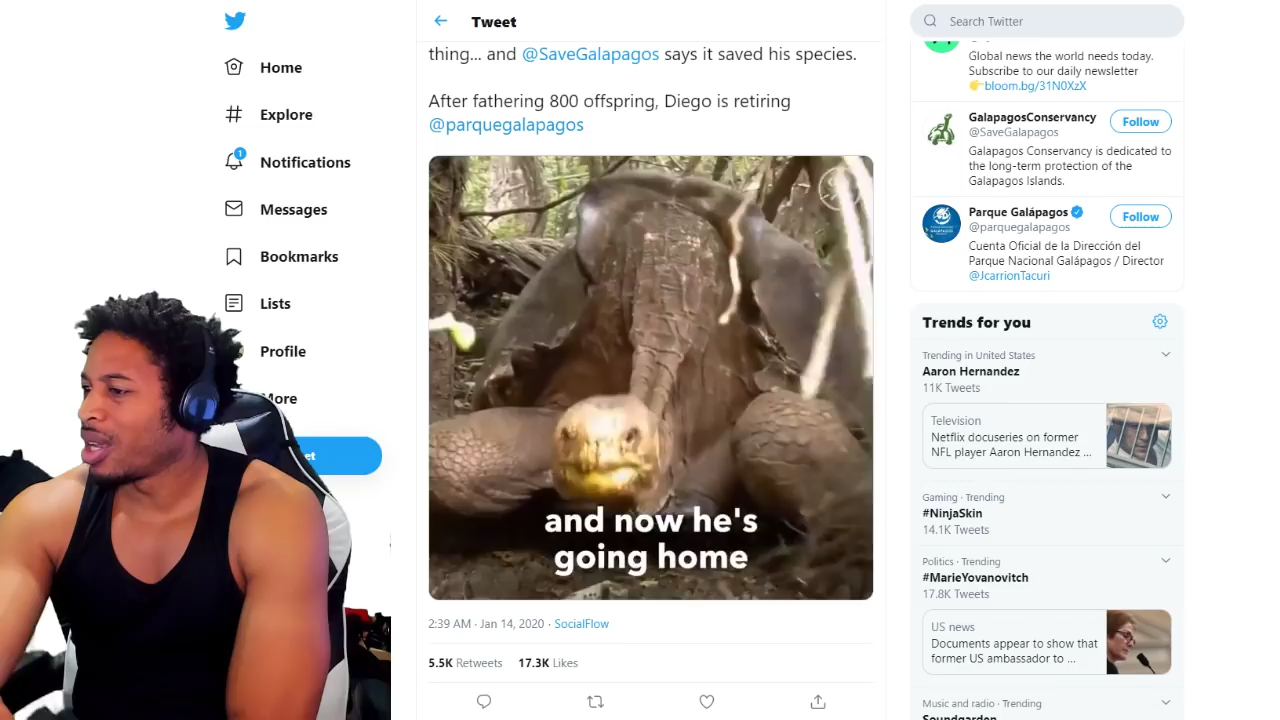 Home
Explore
1
Notifications
Messages
Bookmarks
Lists
Profile
More
et
Tweet
thing... and @SaveGalapagos says it saved his species.
After fathering 800 offspring, Diego is retiring
@parquegalapagos
and now he's
going home
2:39 AM · Jan 14, 2020 · SocialFlow
5.5K Retweets 17.3K Likes
Search Twitter
Global news the world needs today.
Subscribe to our daily newsletter
👉bloom.bg/31N0XzX
GalapagosConservancy
@SaveGalapagos
Follow
Galapagos Conservancy is dedicated to
the long-term protection of the
Galapagos Islands.
Parque Galápagos
@parquegalapagos
Follow
Cuenta Oficial de la Dirección del
Parque Nacional Galápagos / Director
@JcarrionTacuri
Trends for you
Trending in United States
Aaron Hernandez
11K Tweets
Television
Netflix docuseries on former
NFL player Aaron Hernandez ...
Gaming · Trending
#NinjaSkin
14.1K Tweets
Politics · Trending
#MarieYovanovitch
17.8K Tweets
US news
Documents appear to show that
former US ambassador to ...
Music and radio · Trending
Soundgarden